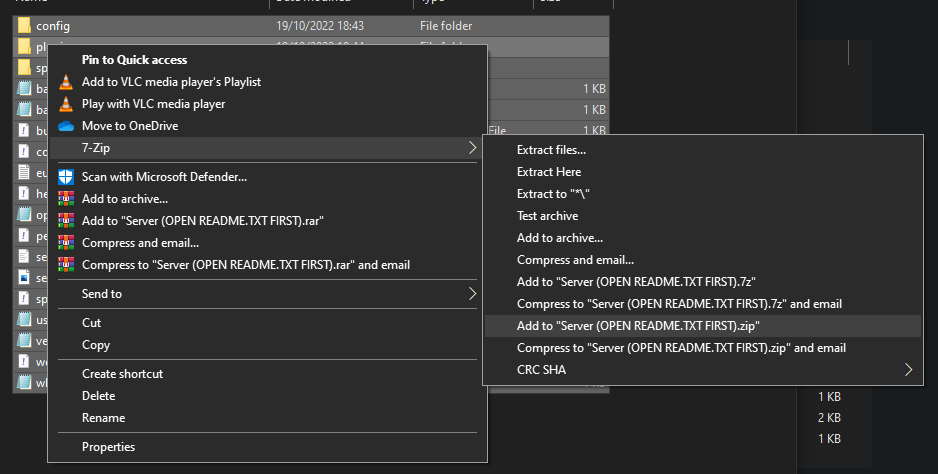 config 19/10/2022 18:43 File folder
Pin to Quick access
Add to VLC media player's Playlist
1 KB
Play with VLC media player
1 KB
Move to OneDrive
File 1 KB
7-Zip
Extract files...
Extract Here
Scan with Microsoft Defender...
Extract to "*\"
Add to archive...
Test archive
Add to "Server (OPEN README.TXT FIRST).rar"
Add to archive...
Compress and email...
Compress and email...
Compress to "Server (OPEN README.TXT FIRST).rar" and email
Add to "Server (OPEN README.TXT FIRST).7z"
Send to
Compress to "Server (OPEN README.TXT FIRST).7z" and email
Cut
Add to "Server (OPEN README.TXT FIRST).zip"
Copy
Compress to "Server (OPEN README.TXT FIRST).zip" and email
Create shortcut
CRC SHA
Delete
1 KB
Rename
2 KB
1 KB
Properties